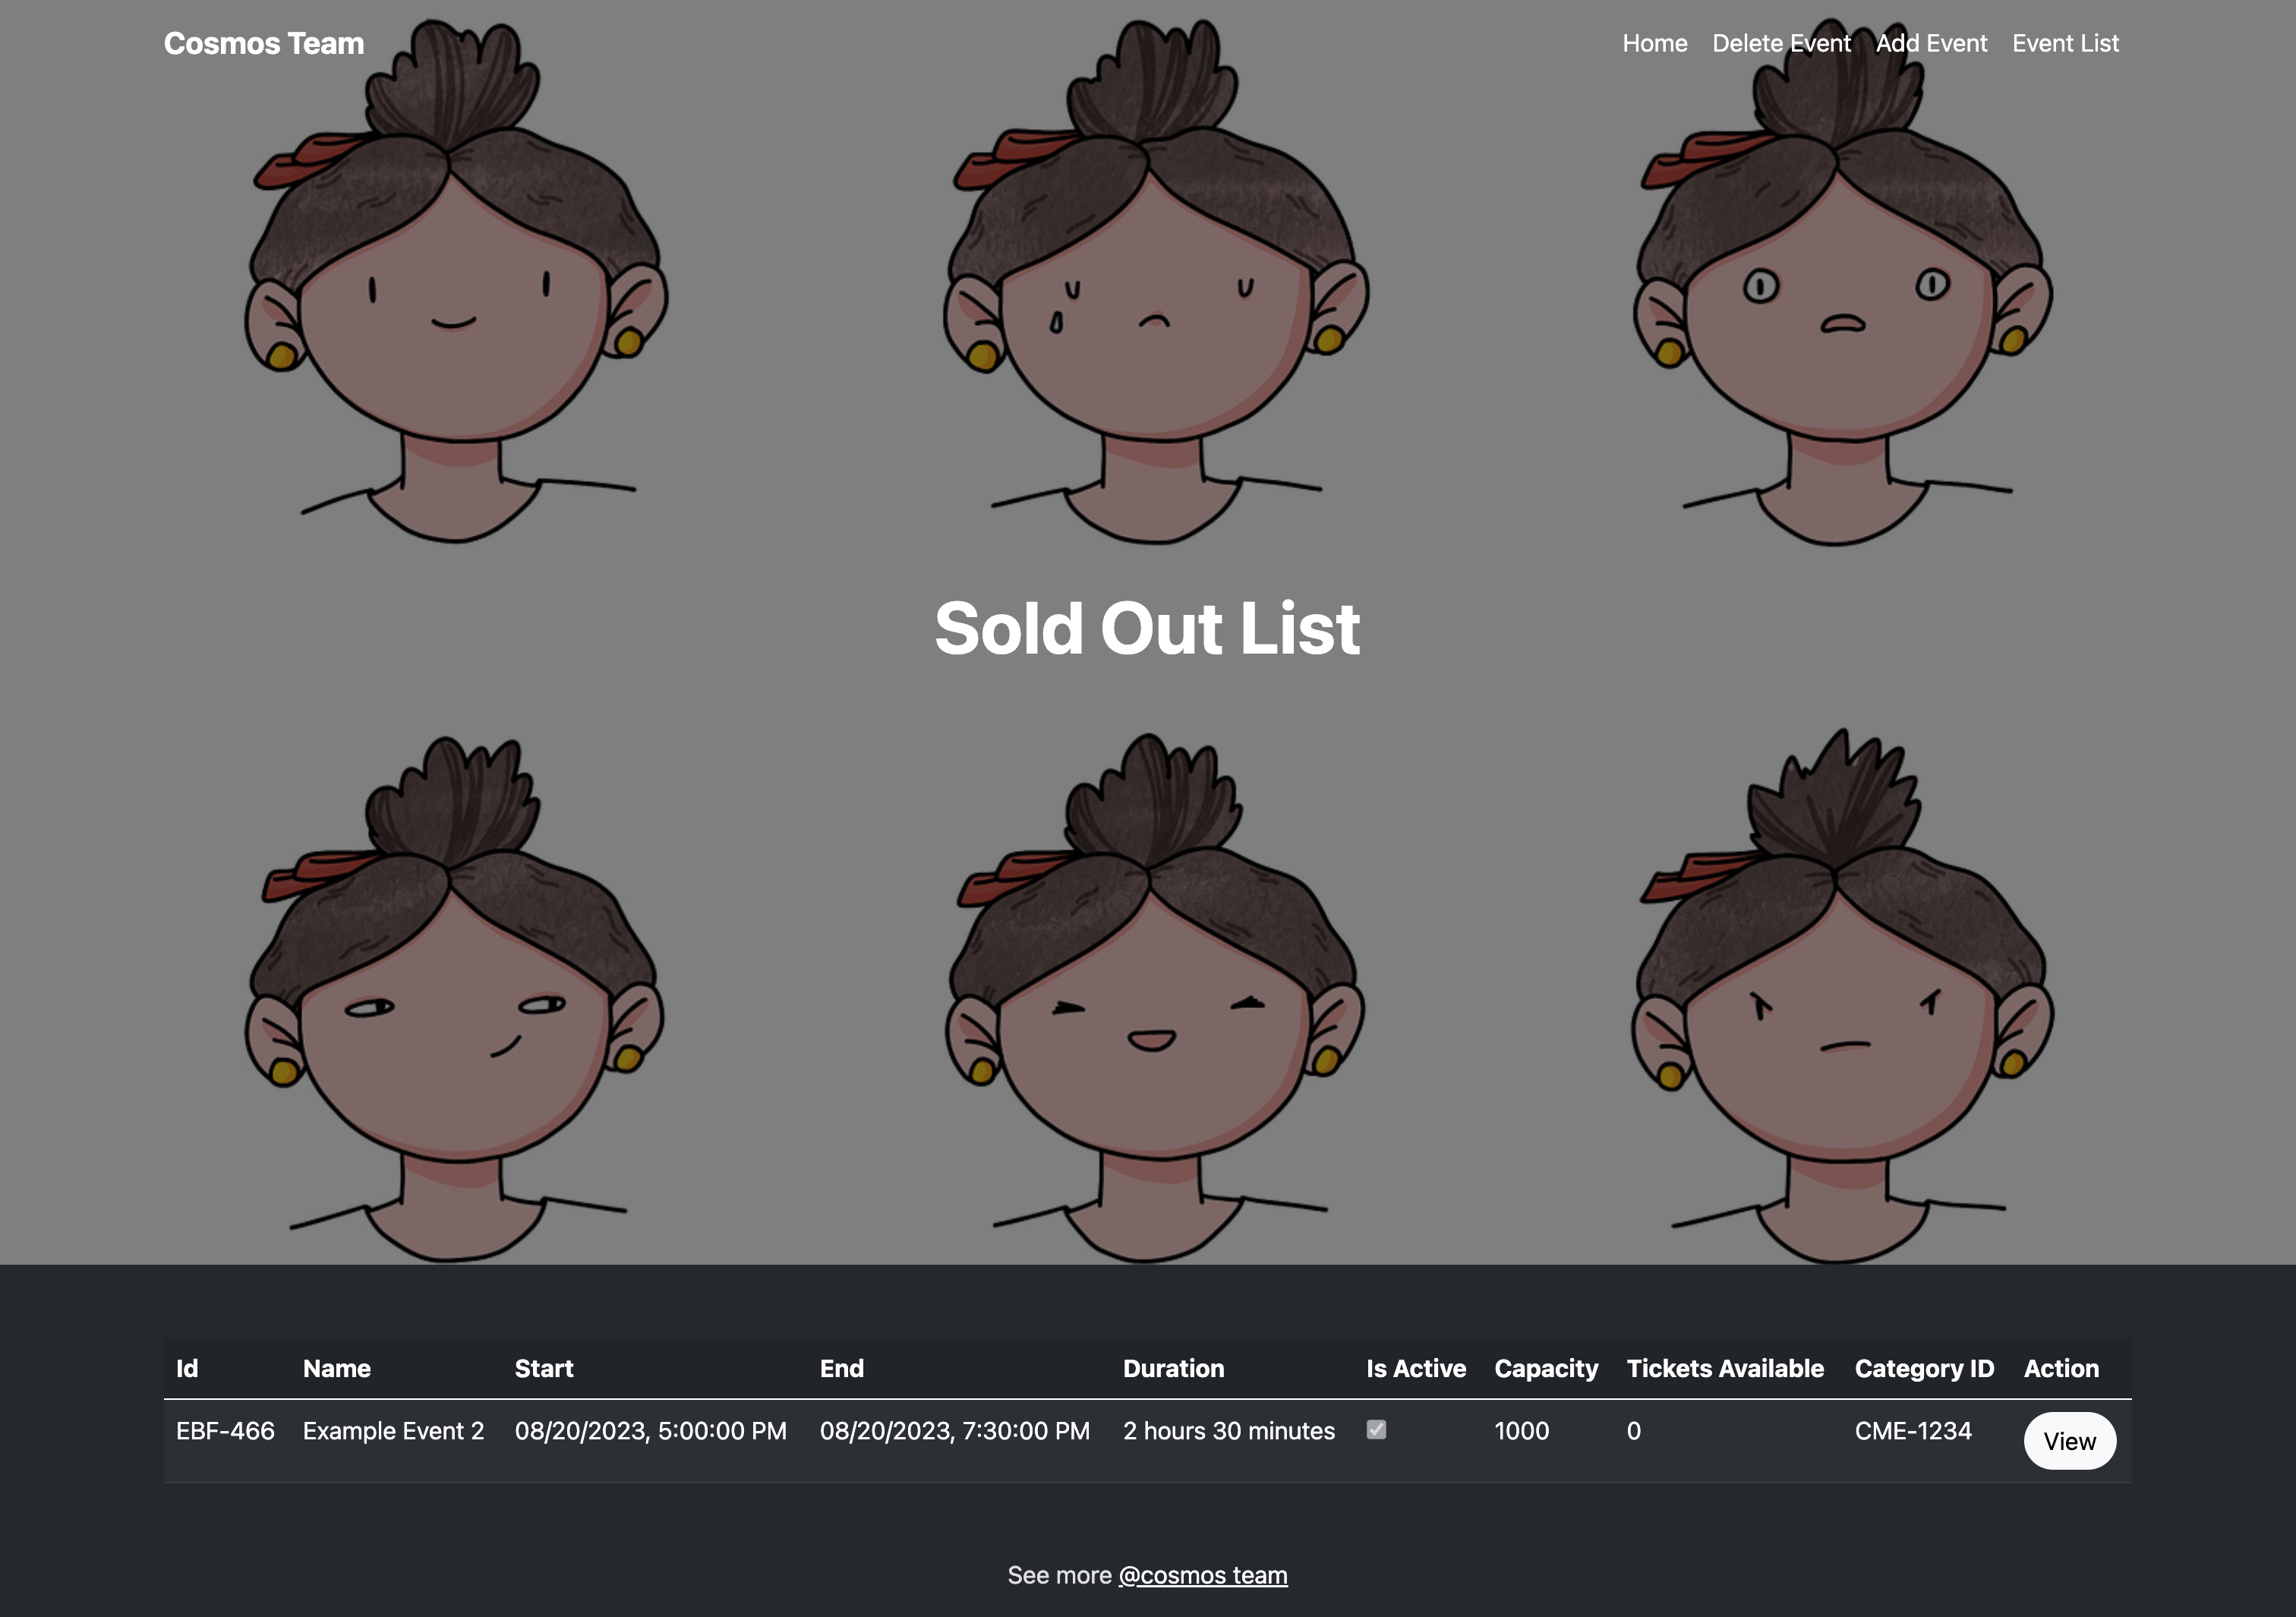 Cosmos Team Home Delete Event Add Event Event List
Sold Out List
Id Name Start End Duration Is Active Capacity Tickets Available Category ID Action
EBF-466 Example Event 2 08/20/2023, 5:00:00 PM 08/20/2023, 7:30:00 PM 2 hours 30 minutes 1000 0 CME-1234 View
See more @cosmos team